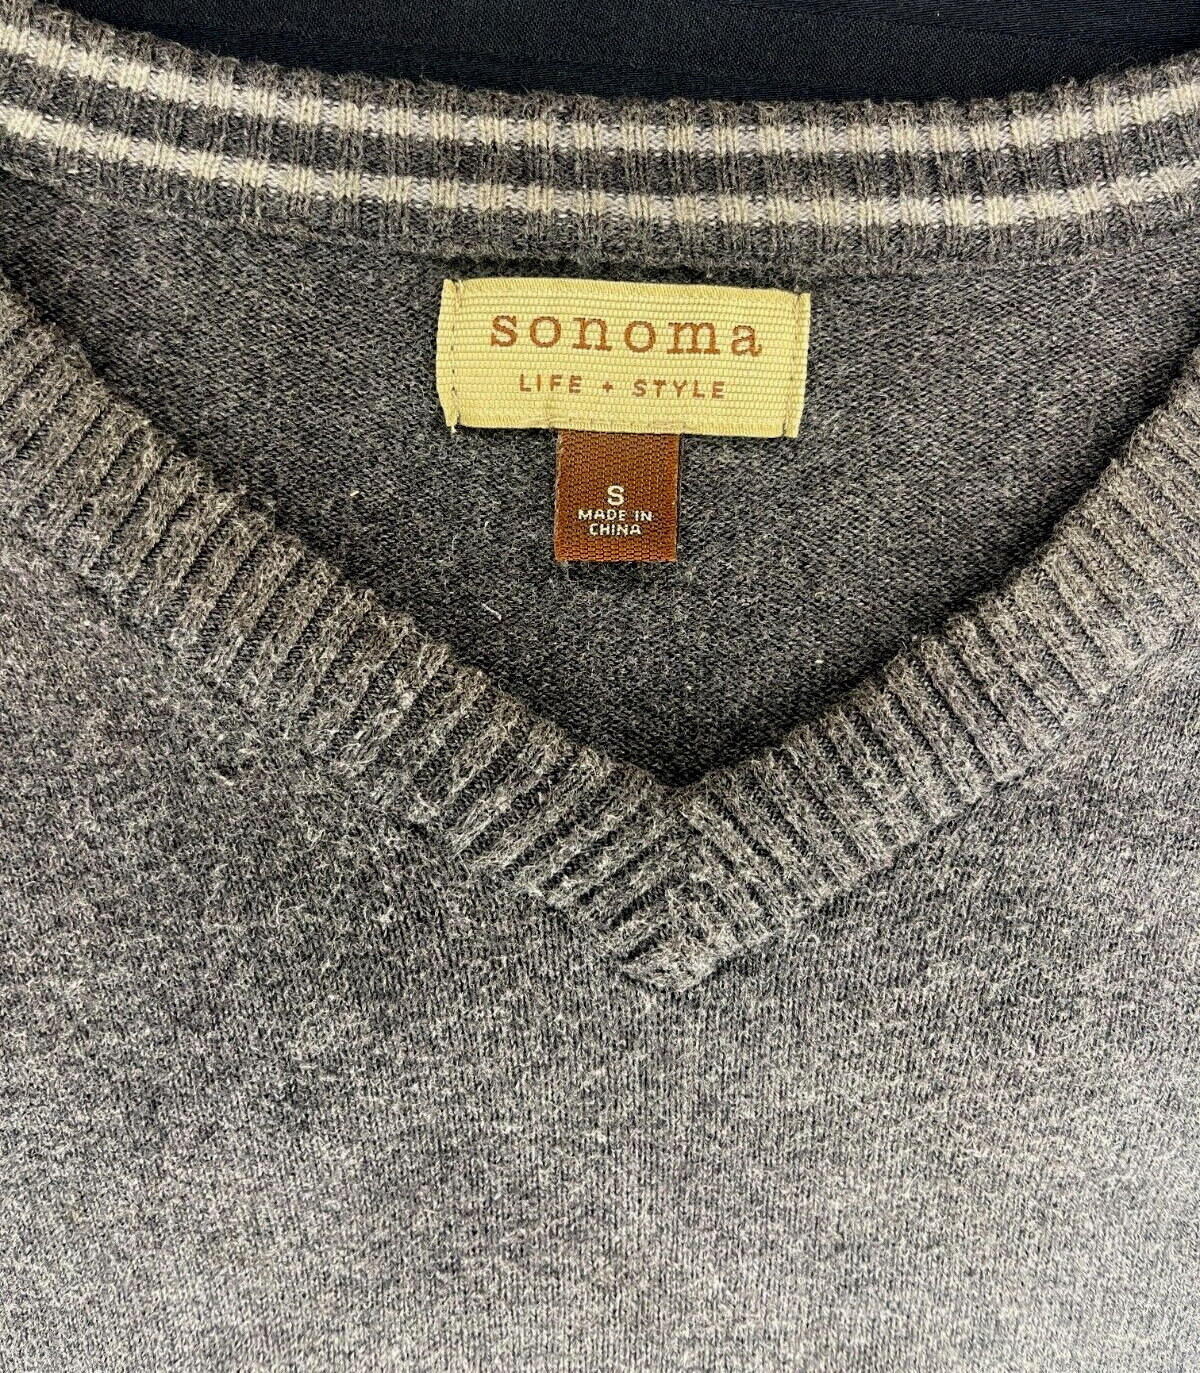 sonoma
LIFE + STYLE
S
MADE IN
CHINA